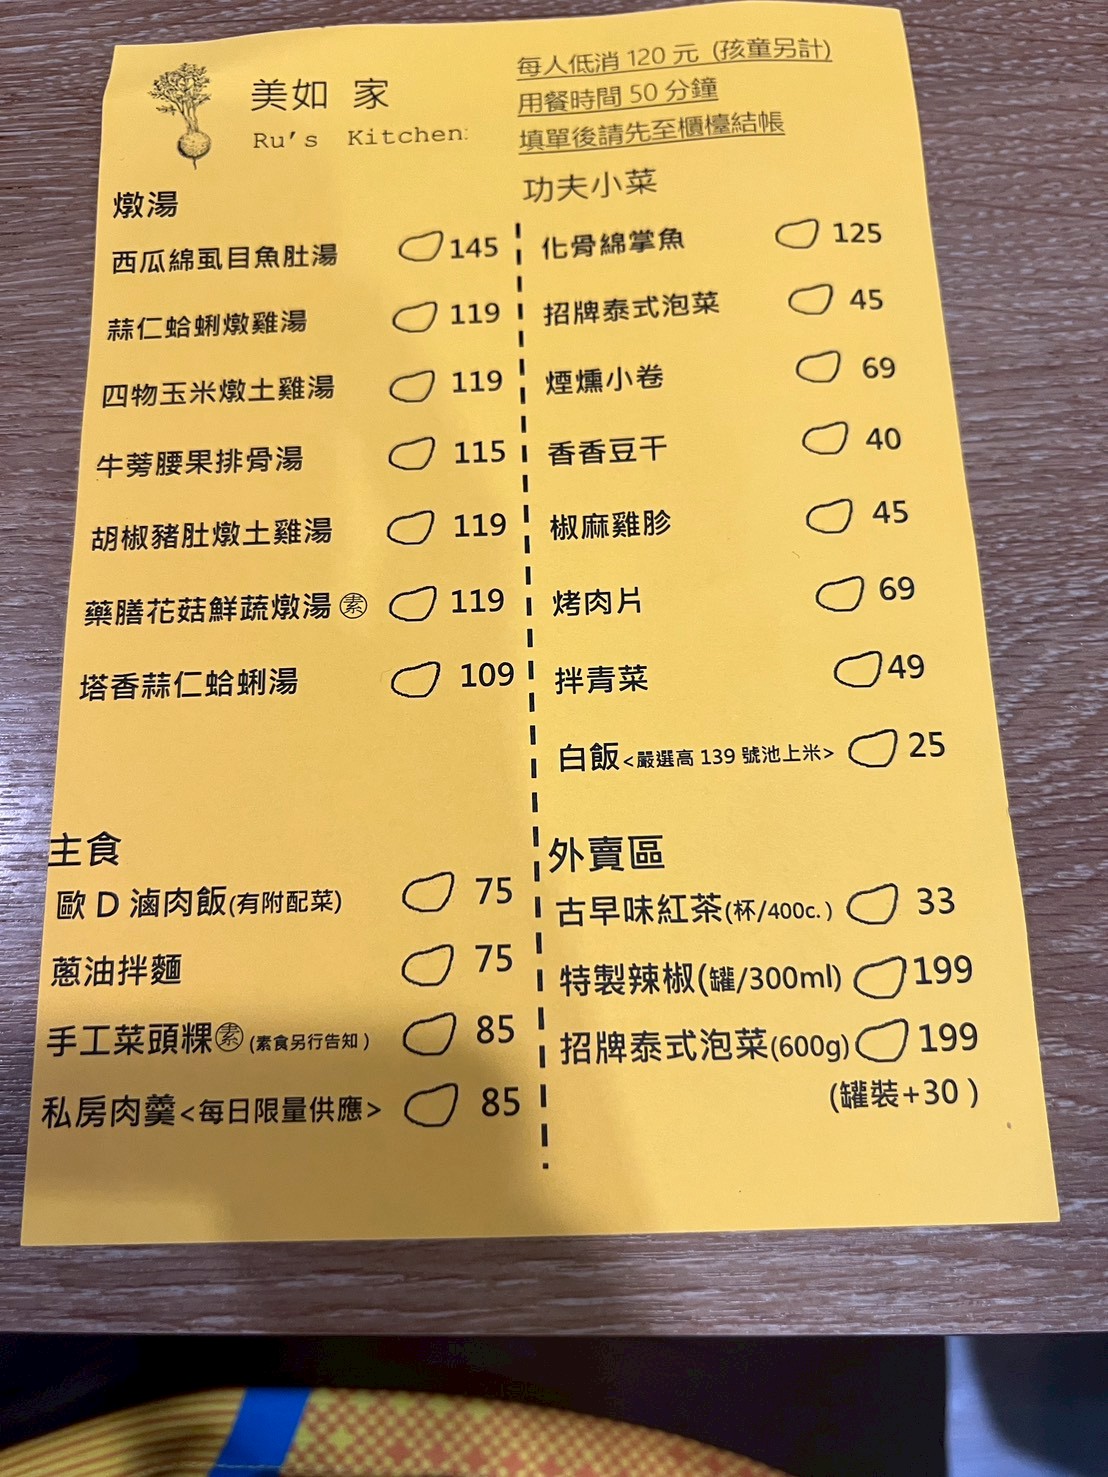 美如 家
Ru's Kitchen
每人低消 120 元 (孩童另計)
用餐時間 50 分鐘
填單後請先至櫃檯結帳
燉湯
西瓜綿虱目魚肚湯 145
蒜仁蛤蜊燉雞湯 119
四物玉米燉土雞湯 119
牛蒡腰果排骨湯 115
胡椒豬肚燉土雞湯 119
藥膳花菇鮮蔬燉湯 素 119
塔香蒜仁蛤蜊湯 109
主食
歐 D 滷肉飯(有附配菜) 75
蔥油拌麵 75
手工菜頭粿 素 (素食另行告知) 85
私房肉羹<每日限量供應> 85
功夫小菜
化骨綿掌魚 125
招牌泰式泡菜 45
煙燻小卷 69
香香豆干 40
椒麻雞胗 45
烤肉片 69
拌青菜 49
白飯<嚴選高 139 號池上米> 25
外賣區
古早味紅茶(杯/400c.) 33
特製辣椒(罐/300ml) 199
招牌泰式泡菜(600g) 199
(罐裝+30)